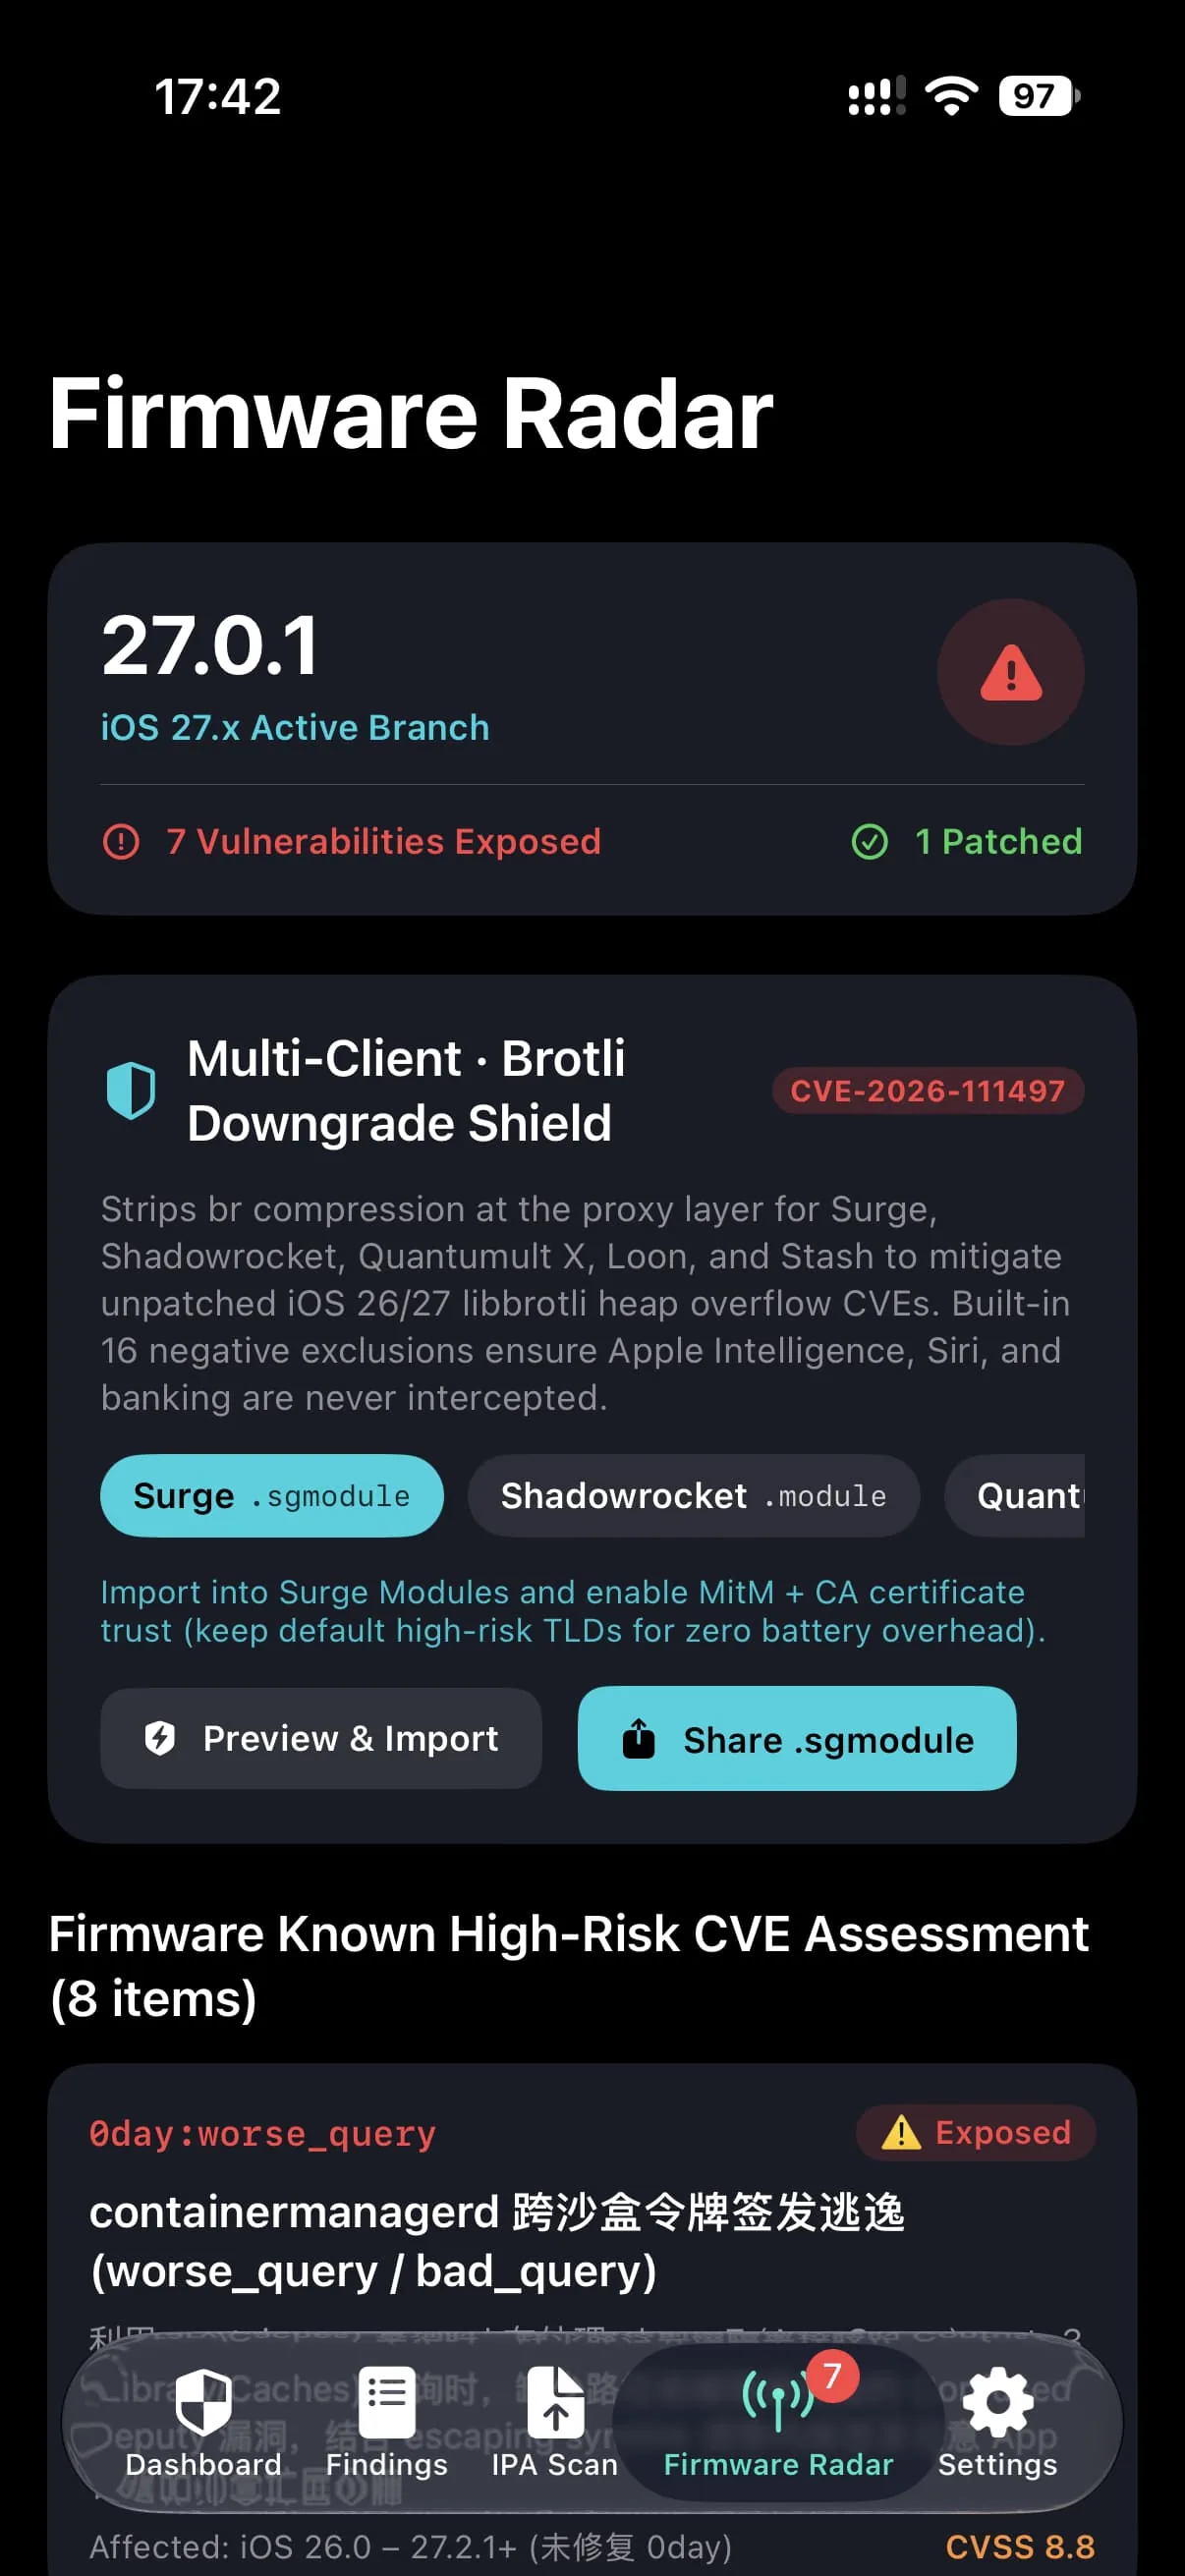 17:42
97
Firmware Radar
27.0.1
iOS 27.x Active Branch
7 Vulnerabilities Exposed
1 Patched
Multi-Client · Brotli
Downgrade Shield
CVE-2026-111497
Strips br compression at the proxy layer for Surge,
Shadowrocket, Quantumult X, Loon, and Stash to mitigate
unpatched iOS 26/27 libbrotli heap overflow CVEs. Built-in
16 negative exclusions ensure Apple Intelligence, Siri, and
banking are never intercepted.
Surge .sgmodule
Shadowrocket .module
Quant
Import into Surge Modules and enable MitM + CA certificate
trust (keep default high-risk TLDs for zero battery overhead).
Preview & Import
Share .sgmodule
Firmware Known High-Risk CVE Assessment
(8 items)
0day:worse_query
Exposed
containermanagerd 跨沙盒令牌签发逃逸
(worse_query / bad_query)
7
Dashboard
Findings
IPA Scan
Firmware Radar
Settings
Affected: iOS 26.0 – 27.2.1+ (未修复 0day)
CVSS 8.8